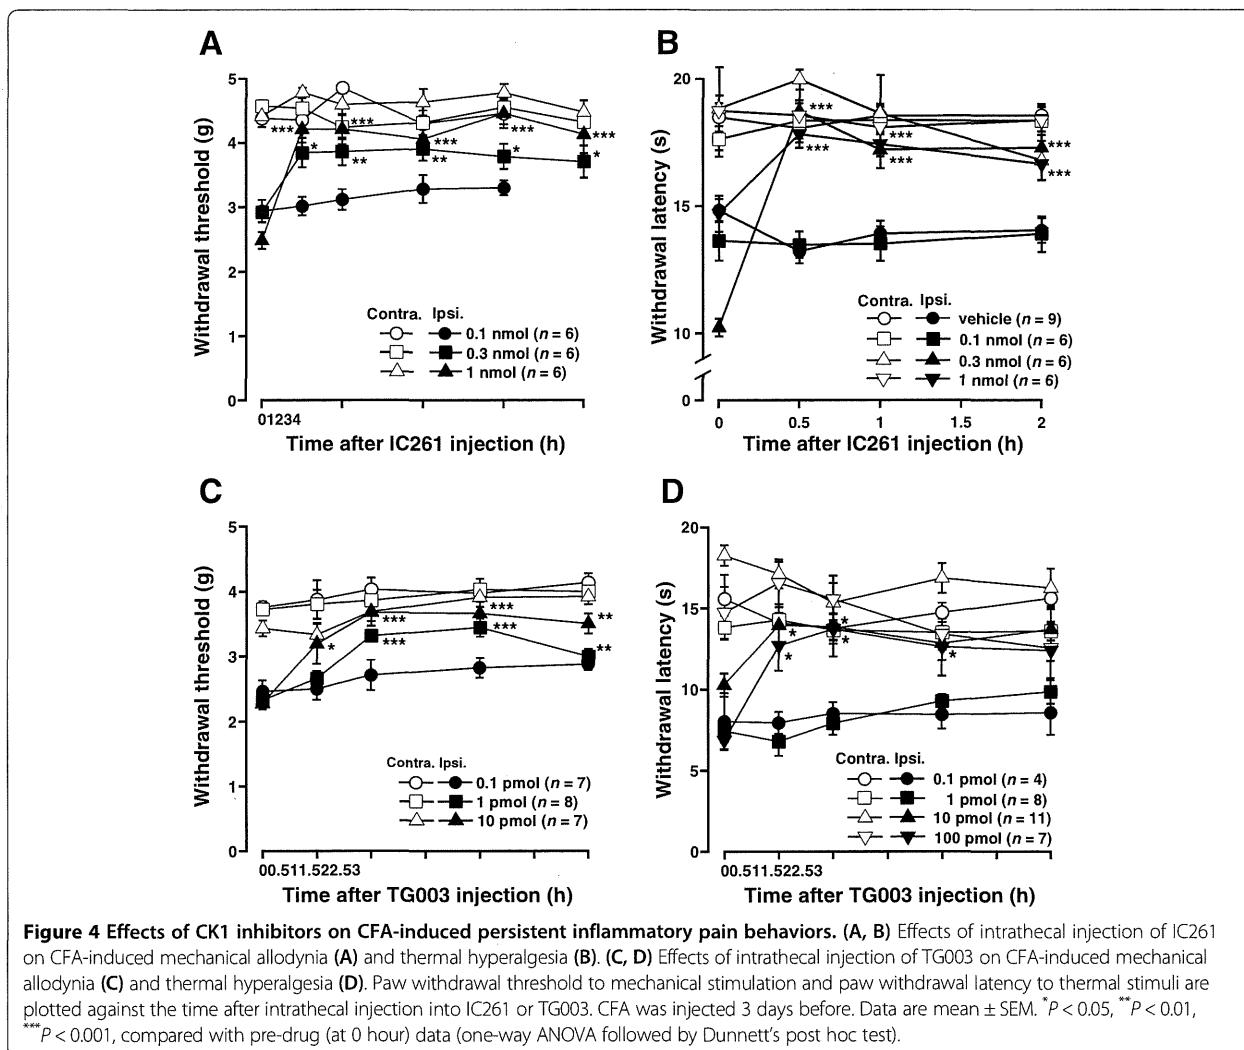 A
B
Withdrawal threshold (g)
5
4
3
2
1
0
***
***
***
***
***
*
**
**
*
*
Contra. Ipsi.
0.1 nmol (n = 6)
0.3 nmol (n = 6)
1 nmol (n = 6)
01234
Time after IC261 injection (h)
Withdrawal latency (s)
20
15
10
0
***
***
***
***
***
***
Contra. Ipsi.
vehicle (n = 9)
0.1 nmol (n = 6)
0.3 nmol (n = 6)
1 nmol (n = 6)
0 0.5 1 1.5 2
Time after IC261 injection (h)
C
D
Withdrawal threshold (g)
5
4
3
2
1
0
*
***
***
***
***
**
**
Contra. Ipsi.
0.1 pmol (n = 7)
1 pmol (n = 8)
10 pmol (n = 7)
00.511.522.53
Time after TG003 injection (h)
Withdrawal latency (s)
20
15
10
5
0
*
*
*
*
*
Contra. Ipsi.
0.1 pmol (n = 4)
1 pmol (n = 8)
10 pmol (n = 11)
100 pmol (n = 7)
00.511.522.53
Time after TG003 injection (h)
Figure 4 Effects of CK1 inhibitors on CFA-induced persistent inflammatory pain behaviors. (A, B) Effects of intrathecal injection of IC261
on CFA-induced mechanical allodynia (A) and thermal hyperalgesia (B). (C, D) Effects of intrathecal injection of TG003 on CFA-induced mechanical
allodynia (C) and thermal hyperalgesia (D). Paw withdrawal threshold to mechanical stimulation and paw withdrawal latency to thermal stimuli are
plotted against the time after intrathecal injection into IC261 or TG003. CFA was injected 3 days before. Data are mean ± SEM. *P < 0.05, **P < 0.01,
***P < 0.001, compared with pre-drug (at 0 hour) data (one-way ANOVA followed by Dunnett's post hoc test).